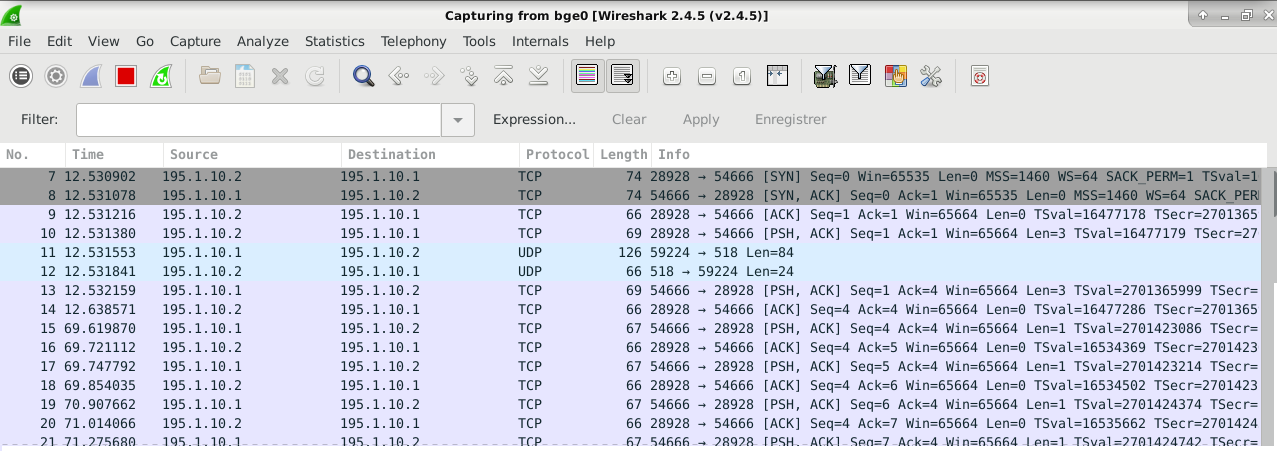 Capturing from bge0 [Wireshark 2.4.5 (v2.4.5)]
File Edit View Go Capture Analyze Statistics Telephony Tools Internals Help
Filter: Expression... Clear Apply Enregistrer
No. Time Source Destination Protocol Length Info
7 12.530902 195.1.10.2 195.1.10.1 TCP 74 28928 → 54666 [SYN] Seq=0 Win=65535 Len=0 MSS=1460 WS=64 SACK_PERM=1 TSval=1
8 12.531078 195.1.10.1 195.1.10.2 TCP 74 54666 → 28928 [SYN, ACK] Seq=0 Ack=1 Win=65535 Len=0 MSS=1460 WS=64 SACK_PER
9 12.531216 195.1.10.2 195.1.10.1 TCP 66 28928 → 54666 [ACK] Seq=1 Ack=1 Win=65664 Len=0 TSval=16477178 TSecr=2701365
10 12.531380 195.1.10.2 195.1.10.1 TCP 69 28928 → 54666 [PSH, ACK] Seq=1 Ack=1 Win=65664 Len=3 TSval=16477179 TSecr=27
11 12.531553 195.1.10.1 195.1.10.2 UDP 126 59224 → 518 Len=84
12 12.531841 195.1.10.2 195.1.10.1 UDP 66 518 → 59224 Len=24
13 12.532159 195.1.10.1 195.1.10.2 TCP 69 54666 → 28928 [PSH, ACK] Seq=1 Ack=4 Win=65664 Len=3 TSval=2701365999 TSecr=
14 12.638571 195.1.10.2 195.1.10.1 TCP 66 28928 → 54666 [ACK] Seq=4 Ack=4 Win=65664 Len=0 TSval=16477286 TSecr=2701365
15 69.619870 195.1.10.1 195.1.10.2 TCP 67 54666 → 28928 [PSH, ACK] Seq=4 Ack=4 Win=65664 Len=1 TSval=2701423086 TSecr=
16 69.721112 195.1.10.2 195.1.10.1 TCP 66 28928 → 54666 [ACK] Seq=4 Ack=5 Win=65664 Len=0 TSval=16534369 TSecr=2701423
17 69.747792 195.1.10.1 195.1.10.2 TCP 67 54666 → 28928 [PSH, ACK] Seq=5 Ack=4 Win=65664 Len=1 TSval=2701423214 TSecr=
18 69.854035 195.1.10.2 195.1.10.1 TCP 66 28928 → 54666 [ACK] Seq=4 Ack=6 Win=65664 Len=0 TSval=16534502 TSecr=2701423
19 70.907662 195.1.10.1 195.1.10.2 TCP 67 54666 → 28928 [PSH, ACK] Seq=6 Ack=4 Win=65664 Len=1 TSval=2701424374 TSecr=
20 71.014066 195.1.10.2 195.1.10.1 TCP 66 28928 → 54666 [ACK] Seq=4 Ack=7 Win=65664 Len=0 TSval=16535662 TSecr=2701424
21 71.275680 195.1.10.1 195.1.10.2 TCP 67 54666 → 28928 [PSH, ACK] Seq=7 Ack=4 Win=65664 Len=1 TSval=2701424742 TSecr=